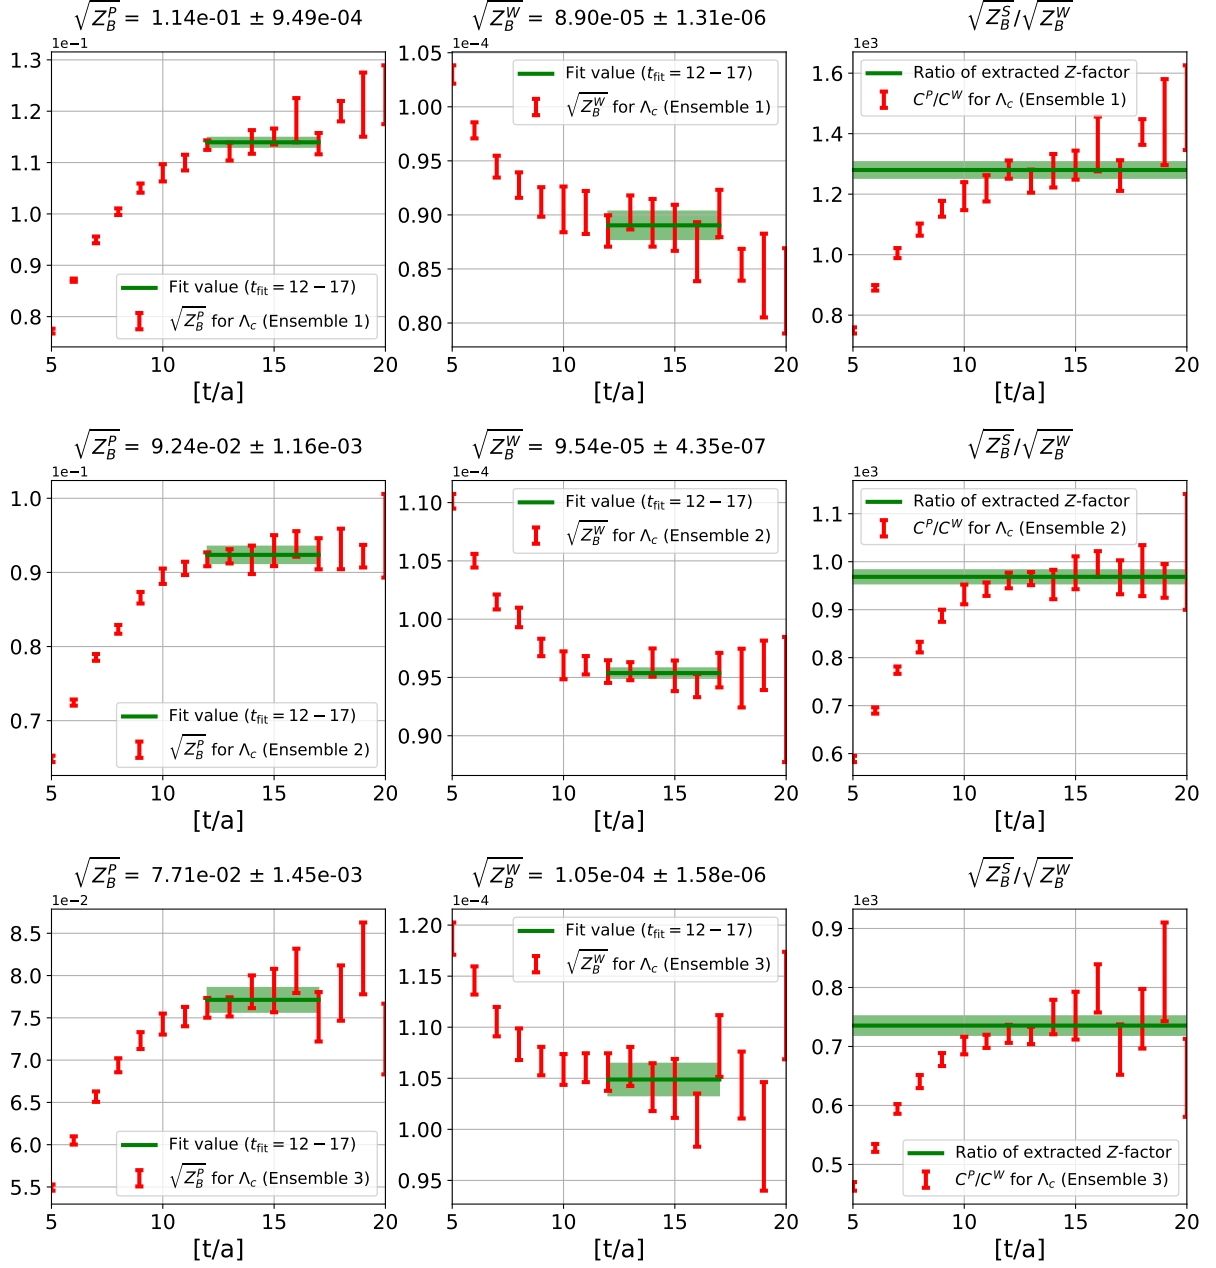 √Z_B^P = 1.14e-01 ± 9.49e-04
1e−1
1.3
1.2
1.1
1.0
0.9
0.8
Fit value (t_fit = 12 − 17)
√Z_B^P for Λ_c (Ensemble 1)
5 10 15 20
[t/a]
√Z_B^W = 8.90e-05 ± 1.31e-06
1e−4
1.05
1.00
0.95
0.90
0.85
0.80
Fit value (t_fit = 12 − 17)
√Z_B^W for Λ_c (Ensemble 1)
5 10 15 20
[t/a]
√Z_B^S/√Z_B^W
1e3
1.6
1.4
1.2
1.0
0.8
Ratio of extracted Z-factor
C^P/C^W for Λ_c (Ensemble 1)
5 10 15 20
[t/a]
√Z_B^P = 9.24e-02 ± 1.16e-03
1e−1
1.0
0.9
0.8
0.7
Fit value (t_fit = 12 − 17)
√Z_B^P for Λ_c (Ensemble 2)
5 10 15 20
[t/a]
√Z_B^W = 9.54e-05 ± 4.35e-07
1e−4
1.10
1.05
1.00
0.95
0.90
Fit value (t_fit = 12 − 17)
√Z_B^W for Λ_c (Ensemble 2)
5 10 15 20
[t/a]
√Z_B^S/√Z_B^W
1e3
1.1
1.0
0.9
0.8
0.7
0.6
Ratio of extracted Z-factor
C^P/C^W for Λ_c (Ensemble 2)
5 10 15 20
[t/a]
√Z_B^P = 7.71e-02 ± 1.45e-03
1e−2
8.5
8.0
7.5
7.0
6.5
6.0
5.5
Fit value (t_fit = 12 − 17)
√Z_B^P for Λ_c (Ensemble 3)
5 10 15 20
[t/a]
√Z_B^W = 1.05e-04 ± 1.58e-06
1e−4
1.20
1.15
1.10
1.05
1.00
0.95
Fit value (t_fit = 12 − 17)
√Z_B^W for Λ_c (Ensemble 3)
5 10 15 20
[t/a]
√Z_B^S/√Z_B^W
1e3
0.9
0.8
0.7
0.6
0.5
Ratio of extracted Z-factor
C^P/C^W for Λ_c (Ensemble 3)
5 10 15 20
[t/a]